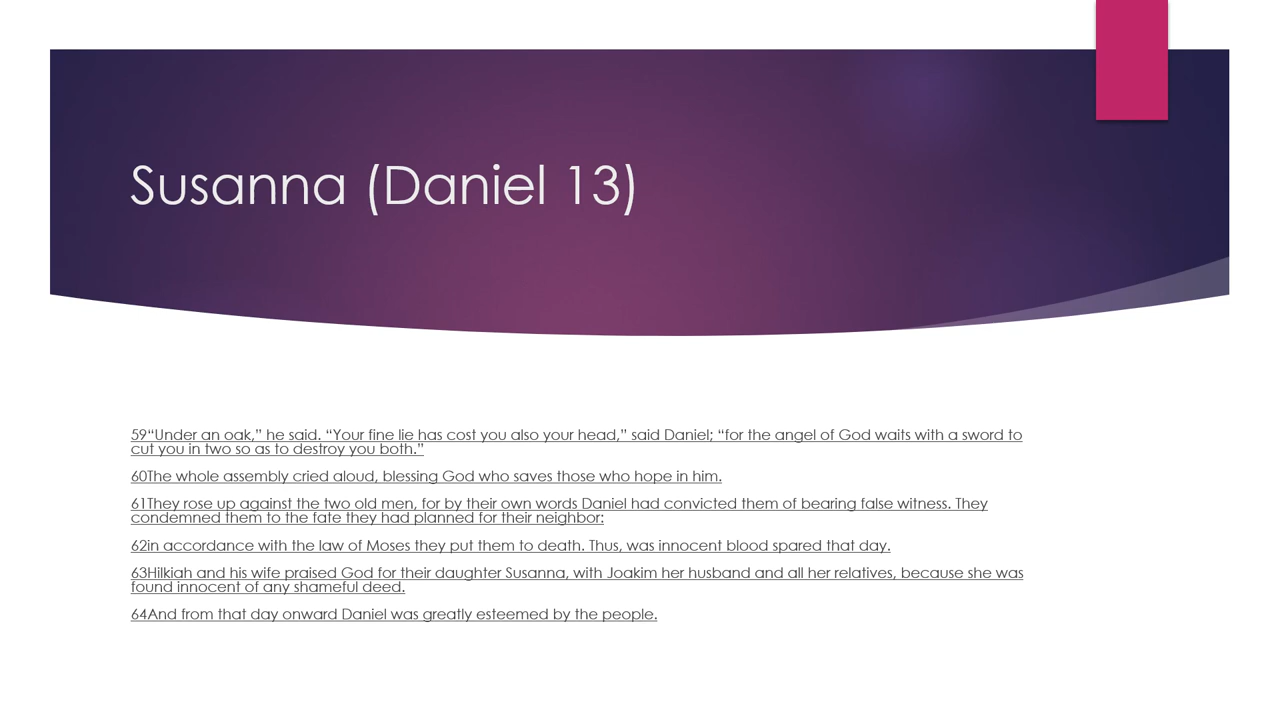 Susanna (Daniel 13)
59“Under an oak,” he said. “Your fine lie has cost you also your head,” said Daniel; “for the angel of God waits with a sword to
cut you in two so as to destroy you both.”
60The whole assembly cried aloud, blessing God who saves those who hope in him.
61They rose up against the two old men, for by their own words Daniel had convicted them of bearing false witness. They
condemned them to the fate they had planned for their neighbor:
62in accordance with the law of Moses they put them to death. Thus, was innocent blood spared that day.
63Hilkiah and his wife praised God for their daughter Susanna, with Joakim her husband and all her relatives, because she was
found innocent of any shameful deed.
64And from that day onward Daniel was greatly esteemed by the people.